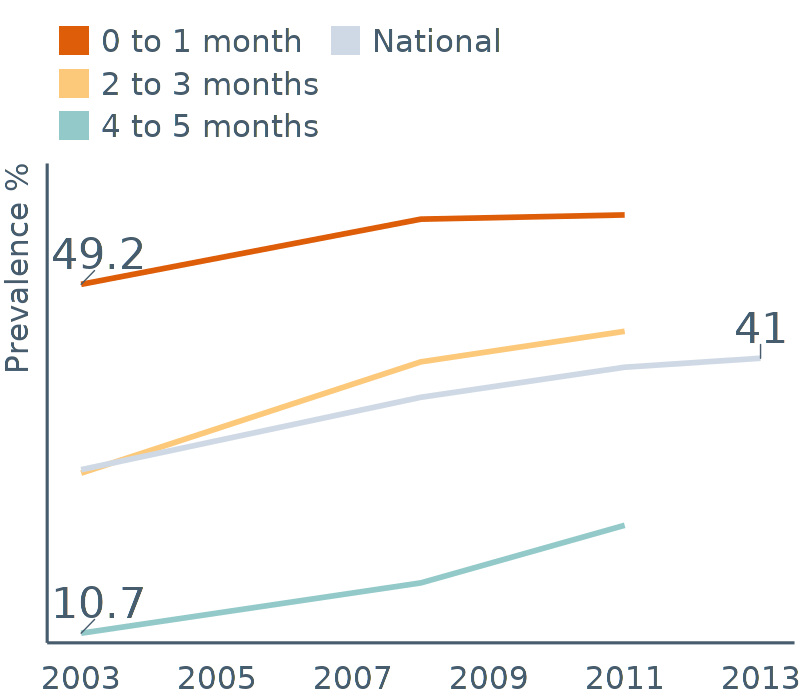 0 to 1 month
National
2 to 3 months
4 to 5 months
Prevalence %
49.2
41
10.7
2003 2005 2007 2009 2011 2013